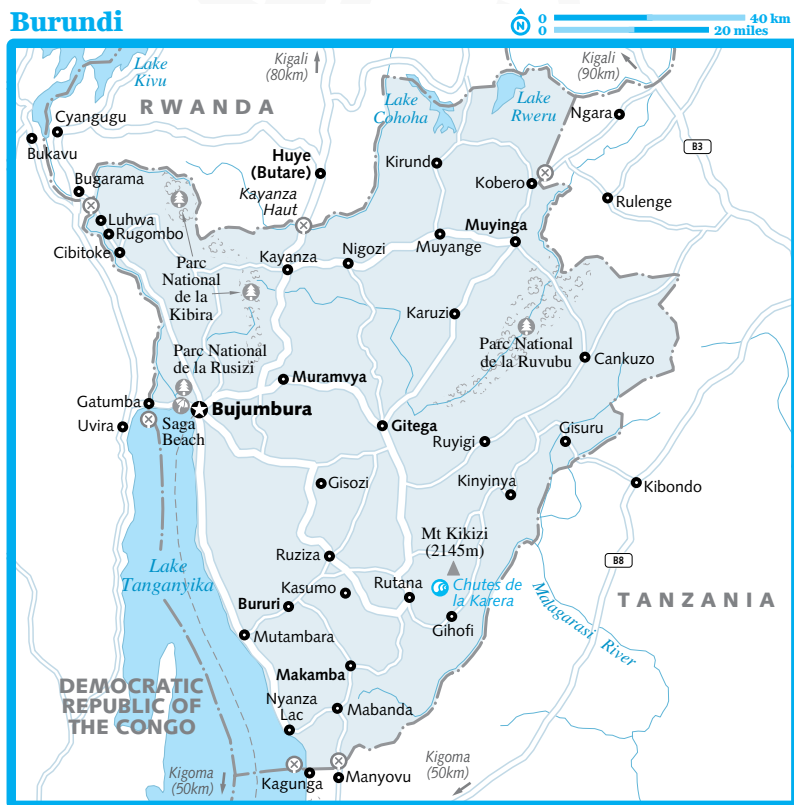 Burundi
N
0 40 km
0 20 miles
Lake
Kivu
Kigali
(80km)
Kigali
(90km)
RWANDA
Lake
Cohoha
Lake
Rweru
Ngara
Cyangugu
Bukavu
B3
Huye
(Butare)
Kirund
Kobero
Bugarama
Kayanza
Haut
Rulenge
Luhwa
Rugombo
Cibitoke
Muyinga
Muyange
Kayanza
Nigozi
Parc
National
de la
Kibira
Karuzi
Parc National
de la Ruvubu
Cankuzo
Parc National
de la Rusizi
Muramvya
Gatumba
Bujumbura
Uvira
Saga
Beach
Gitega
Gisuru
Ruyigi
Gisozi
Kinyinya
Kibondo
Mt Kikizi
(2145m)
Ruziza
B8
Lake
Tanganyika
Kasumo
Rutana
Chutes de
la Karera
Bururi
TANZANIA
Malagarasi River
Gihofi
Mutambara
Makamba
DEMOCRATIC
REPUBLIC OF
THE CONGO
Nyanza
Lac
Mabanda
Kigoma
(50km)
Kagunga
Manyovu
Kigoma
(50km)